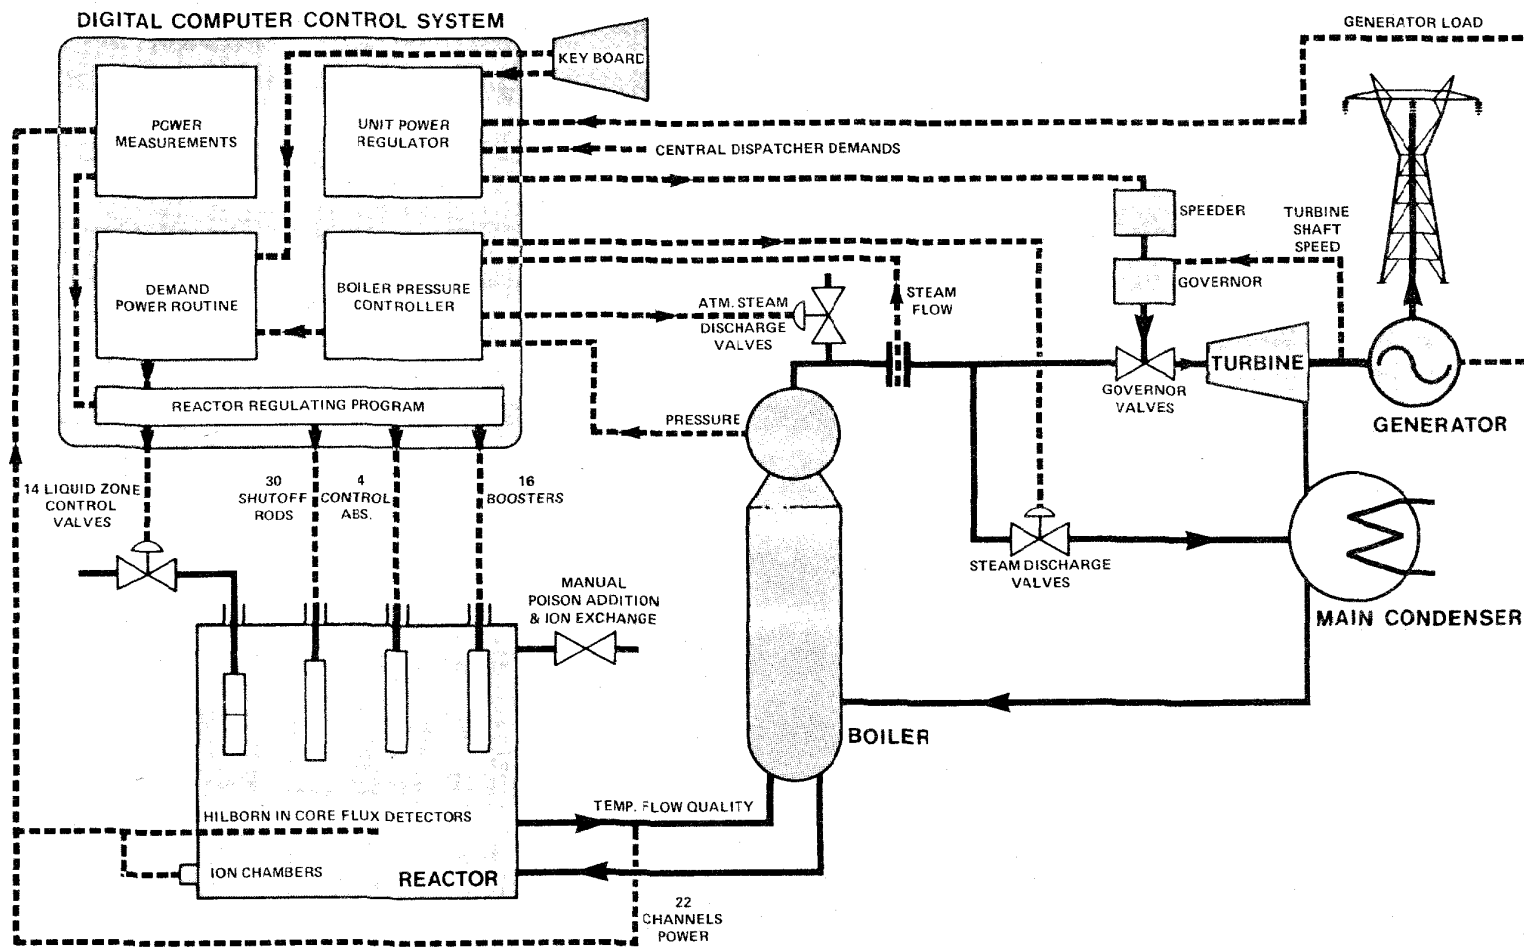 DIGITAL COMPUTER CONTROL SYSTEM
KEY BOARD
GENERATOR LOAD
POWER
MEASUREMENTS
UNIT POWER
REGULATOR
CENTRAL DISPATCHER DEMANDS
SPEEDER
TURBINE
SHAFT
SPEED
GOVERNOR
DEMAND
POWER ROUTINE
BOILER PRESSURE
CONTROLLER
ATM. STEAM
DISCHARGE
VALVES
STEAM
FLOW
TURBINE
GOVERNOR
VALVES
GENERATOR
REACTOR REGULATING PROGRAM
PRESSURE
14 LIQUID ZONE
CONTROL
VALVES
30
SHUTOFF
RODS
4
CONTROL
ABS.
16
BOOSTERS
STEAM DISCHARGE
VALVES
MANUAL
POISON ADDITION
& ION EXCHANGE
MAIN CONDENSER
BOILER
TEMP. FLOW QUALITY
HILBORN IN CORE FLUX DETECTORS
ION CHAMBERS
REACTOR
22
CHANNELS
POWER